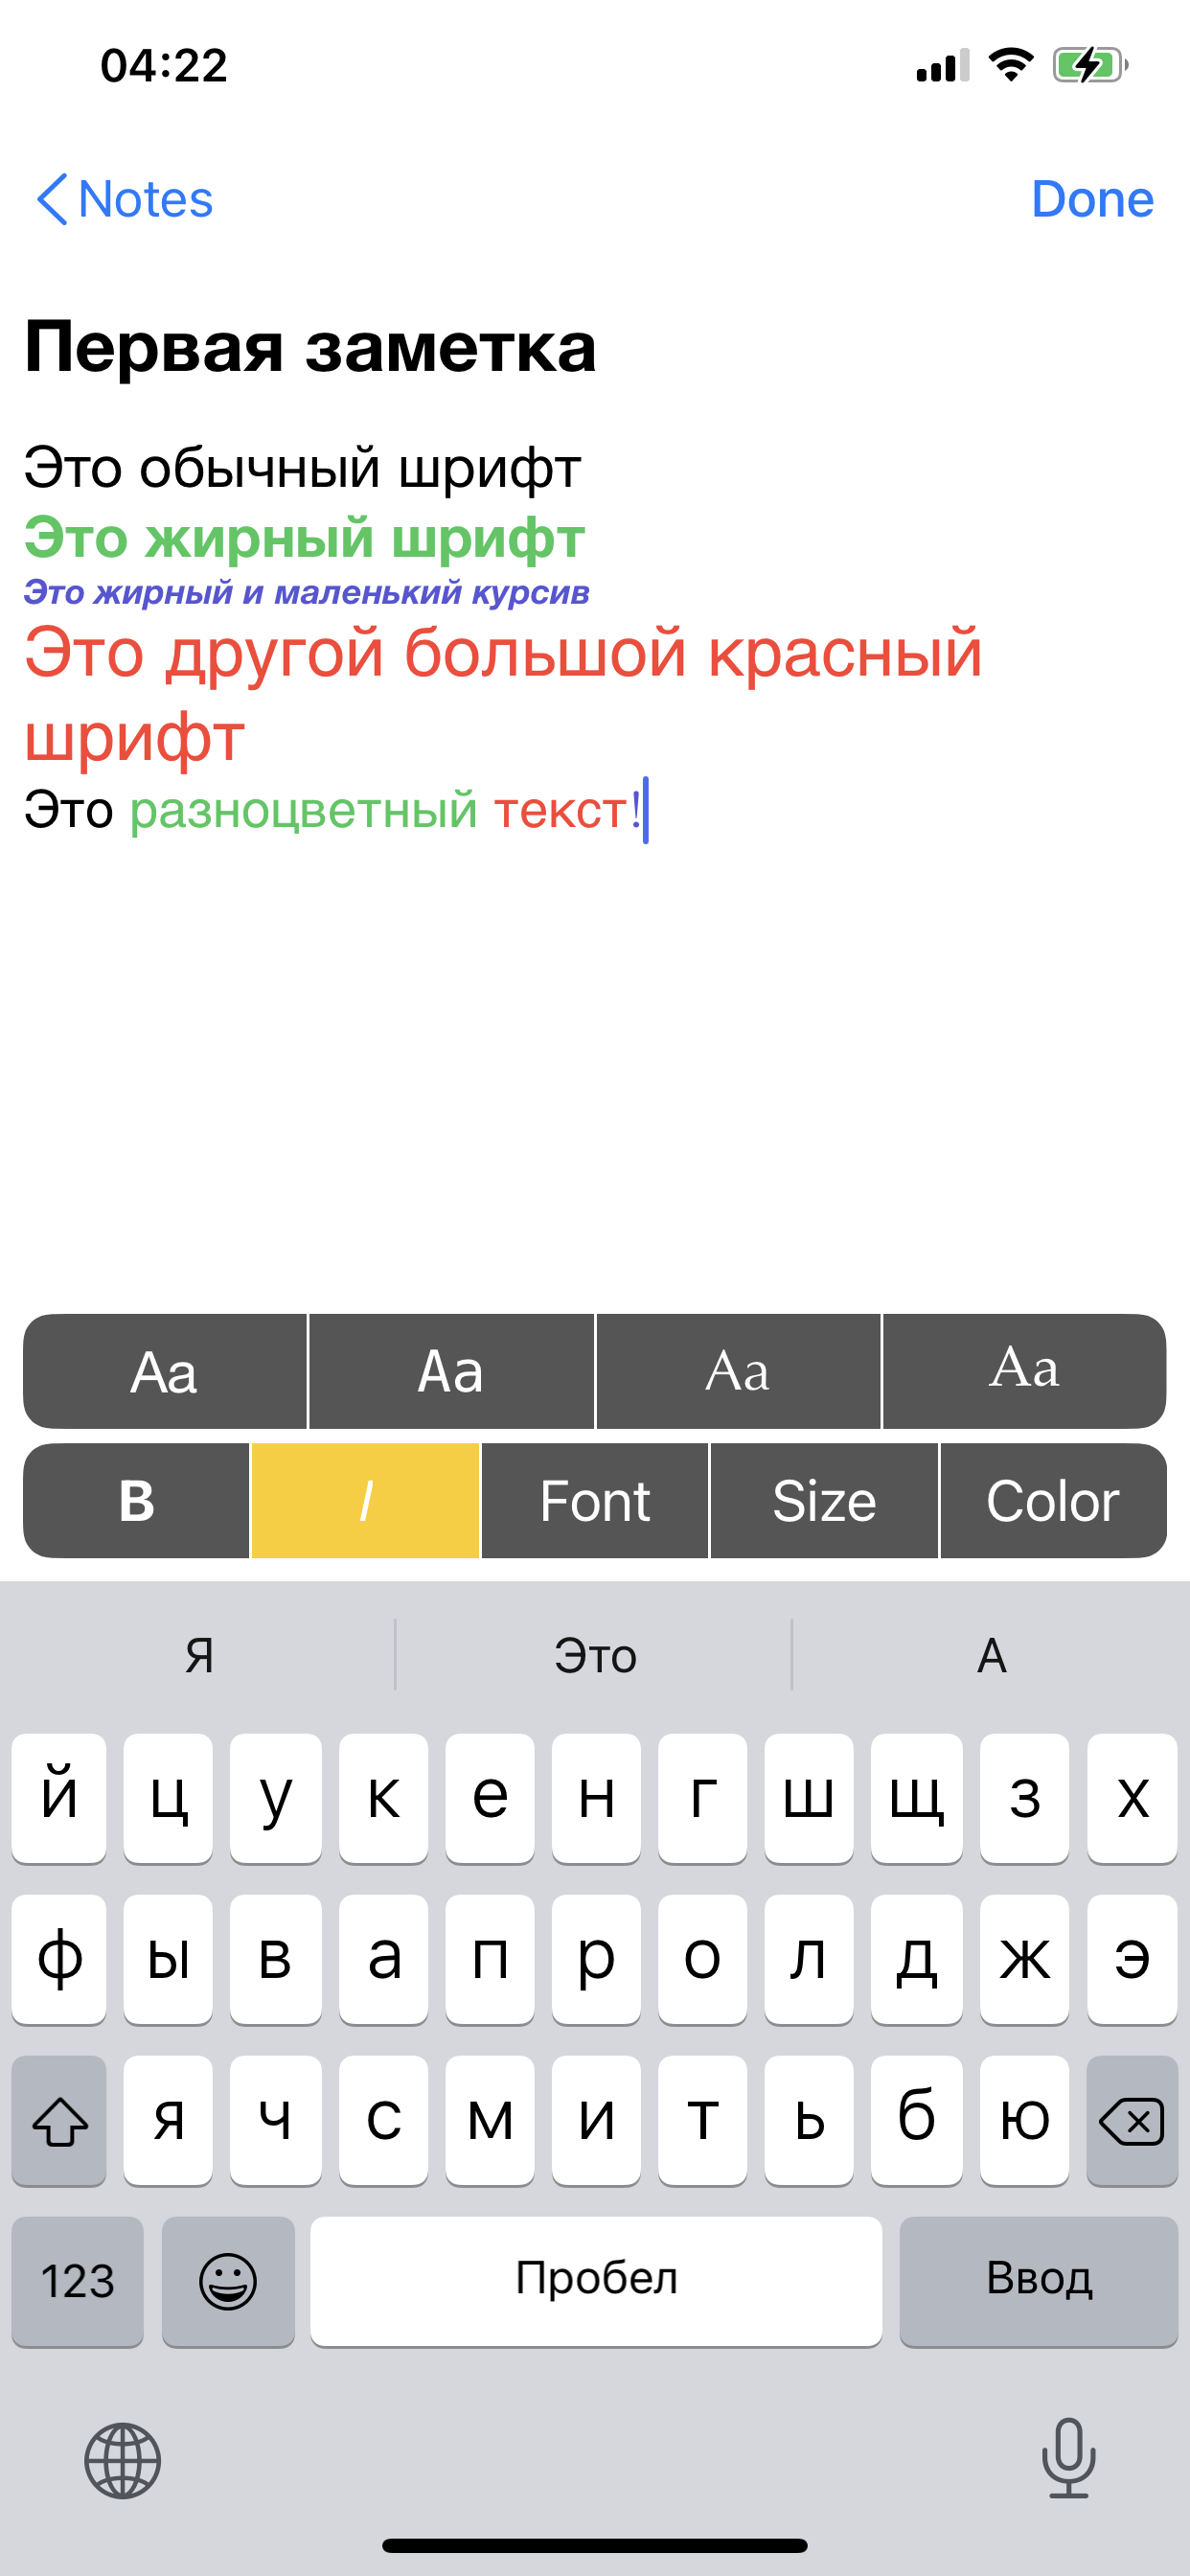 04:22
Notes Done
Первая заметка
Это обычный шрифт
Это жирный шрифт
Это жирный и маленький курсив
Это другой большой красный
шрифт
Это разноцветный текст!
Aa Aa Aa Aa
B I Font Size Color
Я Это А
й ц у к е н г ш щ з х
ф ы в а п р о л д ж э
я ч с м и т ь б ю
123 Пробел Ввод